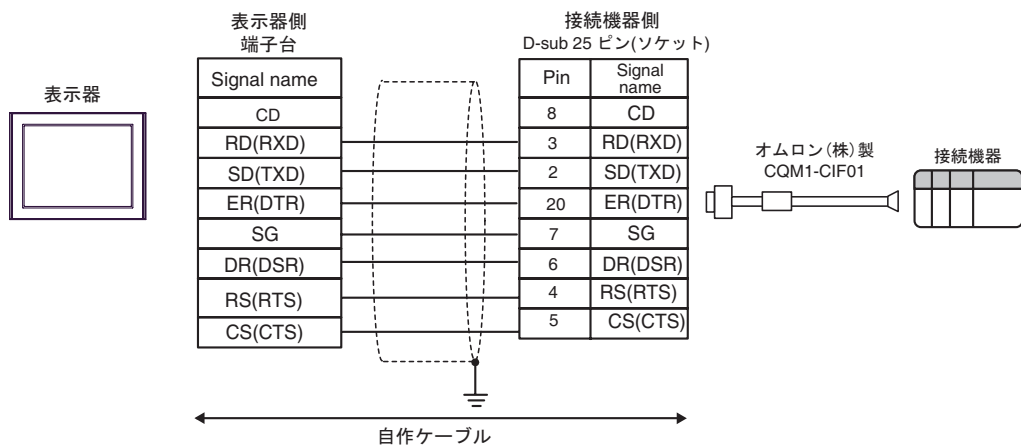 表示器
表示器側
端子台
Signal name
CD
RD(RXD)
SD(TXD)
ER(DTR)
SG
DR(DSR)
RS(RTS)
CS(CTS)
接続機器側
D-sub 25 ピン(ソケット)
Pin Signal name
8 CD
3 RD(RXD)
2 SD(TXD)
20 ER(DTR)
7 SG
6 DR(DSR)
4 RS(RTS)
5 CS(CTS)
オムロン(株)製
CQM1-CIF01
接続機器
自作ケーブル